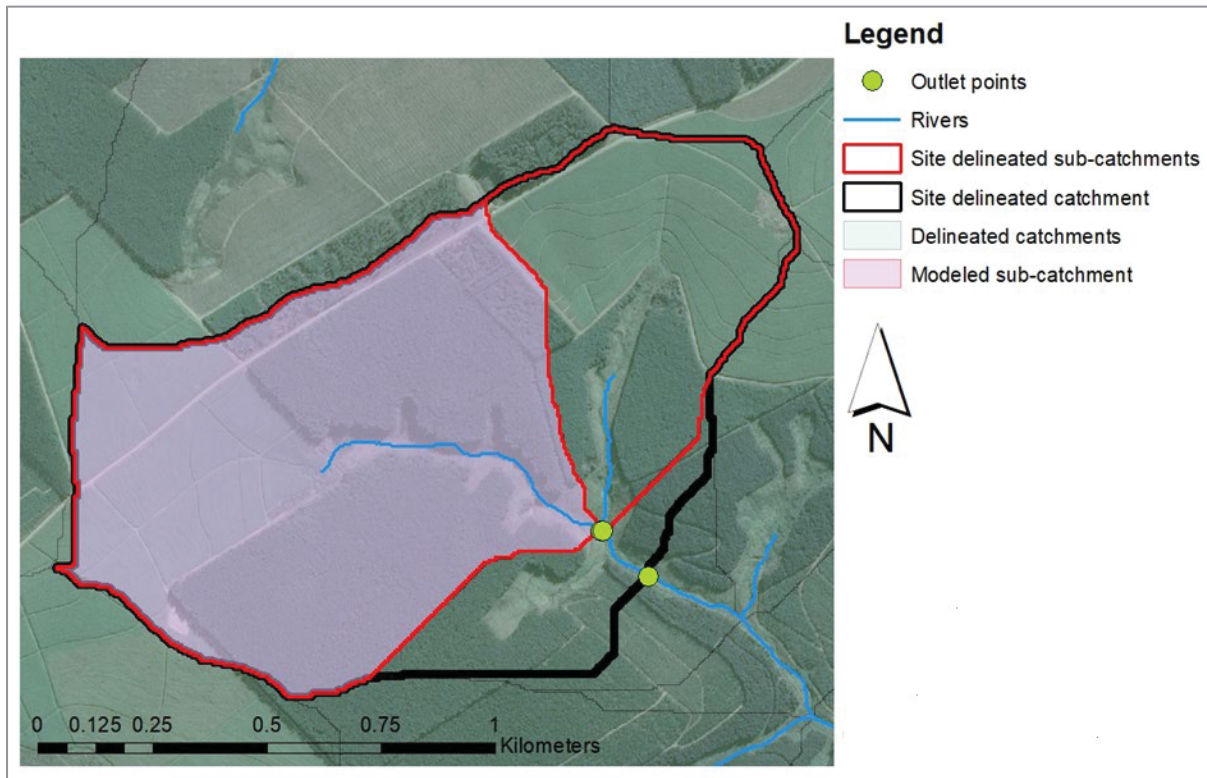 Legend
Outlet points
Rivers
Site delineated sub-catchments
Site delineated catchment
Delineated catchments
Modeled sub-catchment
N
0 0.125 0.25 0.5 0.75 1
Kilometers